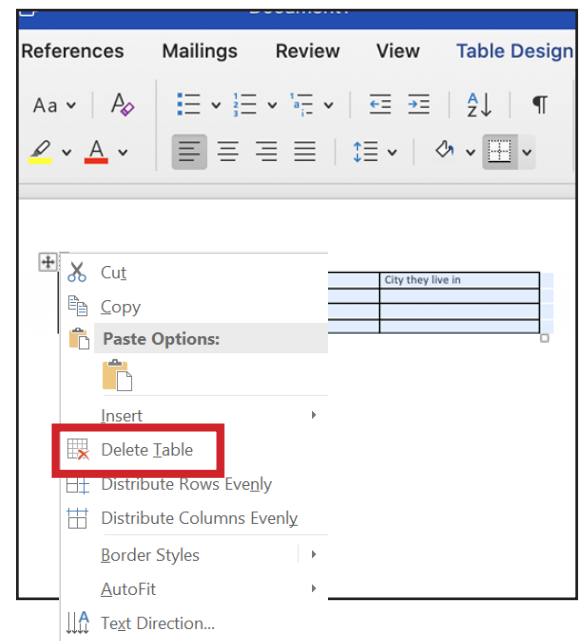 References Mailings Review View Table Design
Aa A
A A Z
City they live in
Cut
Copy
Paste Options:
Insert
Delete Table
Distribute Rows Evenly
Distribute Columns Evenly
Border Styles
AutoFit
Text Direction...